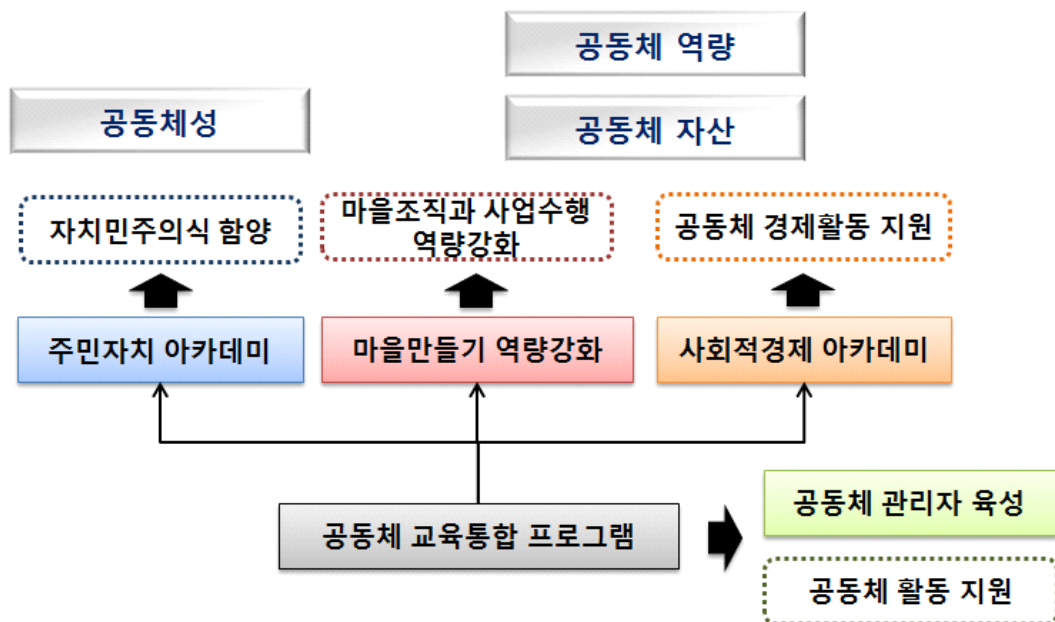 공동체 역량
공동체성
공동체 자산
자치민주의식 함양
마을조직과 사업수행
역량강화
공동체 경제활동 지원
주민자치 아카데미
마을만들기 역량강화
사회적경제 아카데미
공동체 교육통합 프로그램
공동체 관리자 육성
공동체 활동 지원